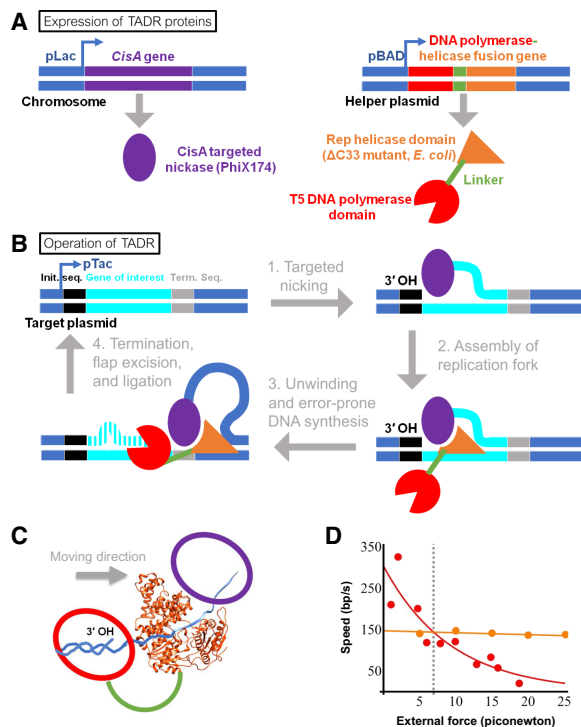 A
Expression of TADR proteins
pLac
CisA gene
Chromosome
CisA targeted
nickase (PhiX174)
pBAD
DNA polymerase-
helicase fusion gene
Helper plasmid
Rep helicase domain
(ΔC33 mutant, E. coli)
Linker
T5 DNA polymerase
domain
B
Operation of TADR
pTac
Init. seq. Gene of interest Term. Seq.
Target plasmid
1. Targeted
nicking
3′ OH
2. Assembly of
replication fork
3′ OH
3. Unwinding
and error-prone
DNA synthesis
4. Termination,
flap excision,
and ligation
C
Moving direction
3′ OH
D
Speed (bp/s)
350
250
150
50
5 10 15 20 25
External force (piconewton)